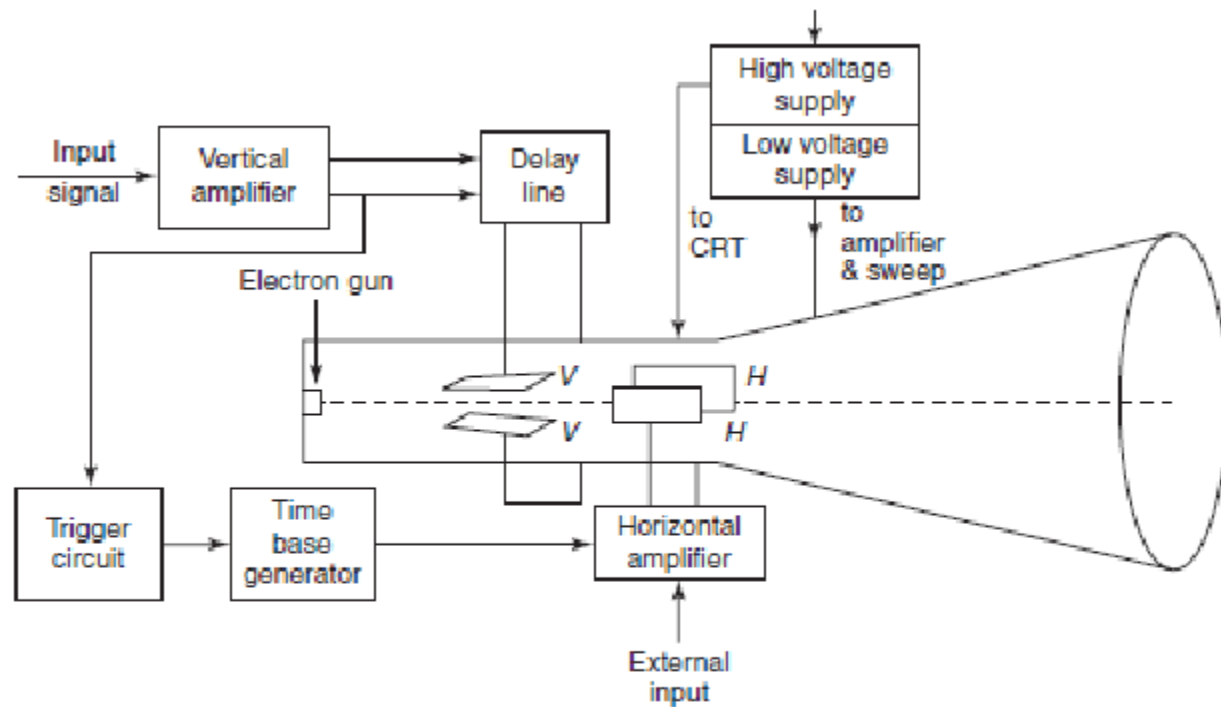 High voltage
supply
Low voltage
supply
Input
signal
Vertical
amplifier
Delay
line
to
CRT
to
amplifier
& sweep
Electron gun
V
H
V
H
Trigger
circuit
Time
base
generator
Horizontal
amplifier
External
input